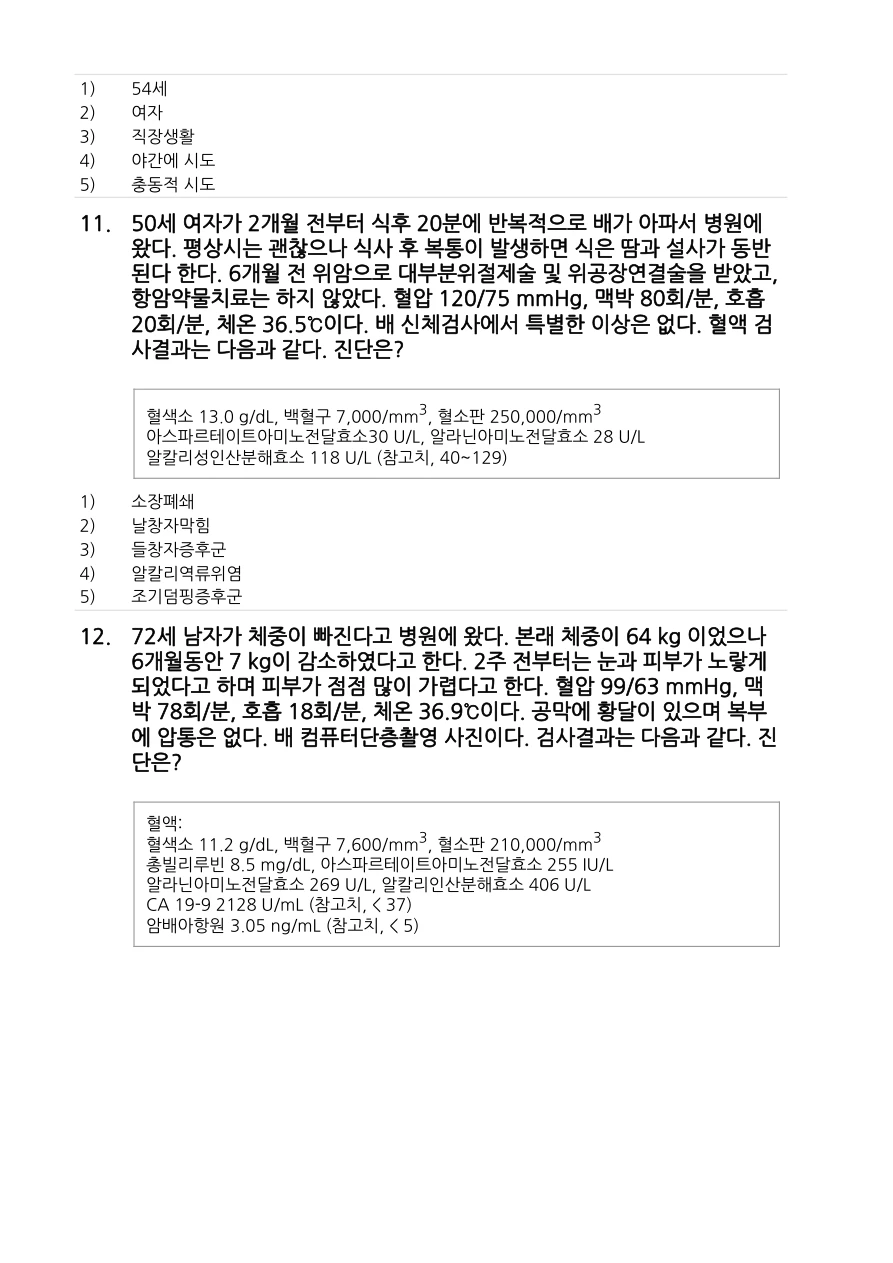 1) 54세
2) 여자
3) 직장생활
4) 야간에 시도
5) 충동적 시도
11. 50세 여자가 2개월 전부터 식후 20분에 반복적으로 배가 아파서 병원에
왔다. 평상시는 괜찮으나 식사 후 복통이 발생하면 식은 땀과 설사가 동반
된다 한다. 6개월 전 위암으로 대부분위절제술 및 위공장연결술을 받았고,
항암약물치료는 하지 않았다. 혈압 120/75 mmHg, 맥박 80회/분, 호흡
20회/분, 체온 36.5℃이다. 배 신체검사에서 특별한 이상은 없다. 혈액 검
사결과는 다음과 같다. 진단은?
혈색소 13.0 g/dL, 백혈구 7,000/mm³, 혈소판 250,000/mm³
아스파르테이트아미노전달효소30 U/L, 알라닌아미노전달효소 28 U/L
알칼리성인산분해효소 118 U/L (참고치, 40~129)
1) 소장폐쇄
2) 날창자막힘
3) 들창자증후군
4) 알칼리역류위염
5) 조기덤핑증후군
12. 72세 남자가 체중이 빠진다고 병원에 왔다. 본래 체중이 64 kg 이었으나
6개월동안 7 kg이 감소하였다고 한다. 2주 전부터는 눈과 피부가 노랗게
되었다고 하며 피부가 점점 많이 가렵다고 한다. 혈압 99/63 mmHg, 맥
박 78회/분, 호흡 18회/분, 체온 36.9℃이다. 공막에 황달이 있으며 복부
에 압통은 없다. 배 컴퓨터단층촬영 사진이다. 검사결과는 다음과 같다. 진
단은?
혈액:
혈색소 11.2 g/dL, 백혈구 7,600/mm³, 혈소판 210,000/mm³
총빌리루빈 8.5 mg/dL, 아스파르테이트아미노전달효소 255 IU/L
알라닌아미노전달효소 269 U/L, 알칼리인산분해효소 406 U/L
CA 19-9 2128 U/mL (참고치, < 37)
암배아항원 3.05 ng/mL (참고치, < 5)